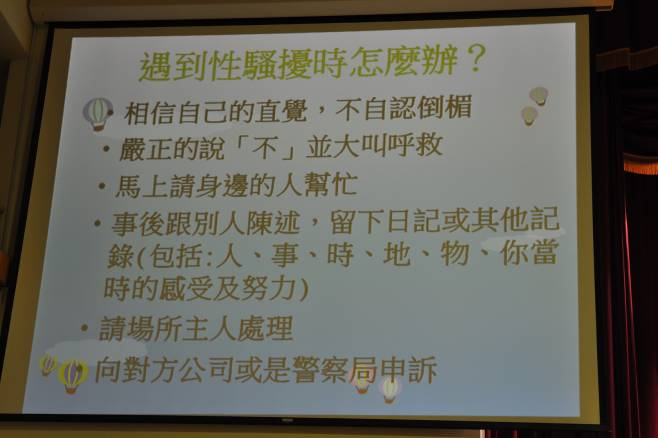 遇到性騷擾時怎麼辦？
• 相信自己的直覺，不自認倒楣
• 嚴正的說「不」並大叫呼救
• 馬上請身邊的人幫忙
• 事後跟別人陳述，留下日記或其他記
錄(包括:人、事、時、地、物、你當
時的感受及努力)
• 請場所主人處理
• 向對方公司或是警察局申訴